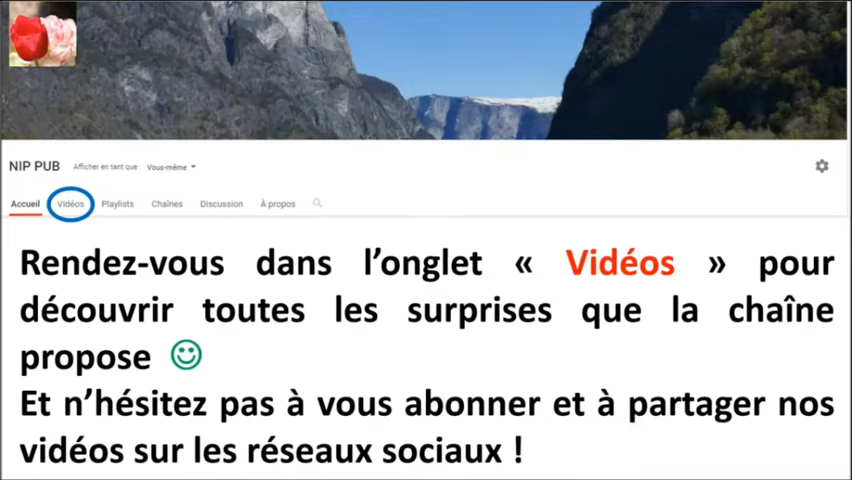 NIP PUB Afficher en tant que : Vous-même
Accueil Vidéos Playlists Chaînes Discussion À propos
Rendez-vous dans l’onglet « Vidéos » pour
découvrir toutes les surprises que la chaîne
propose
Et n’hésitez pas à vous abonner et à partager nos
vidéos sur les réseaux sociaux !